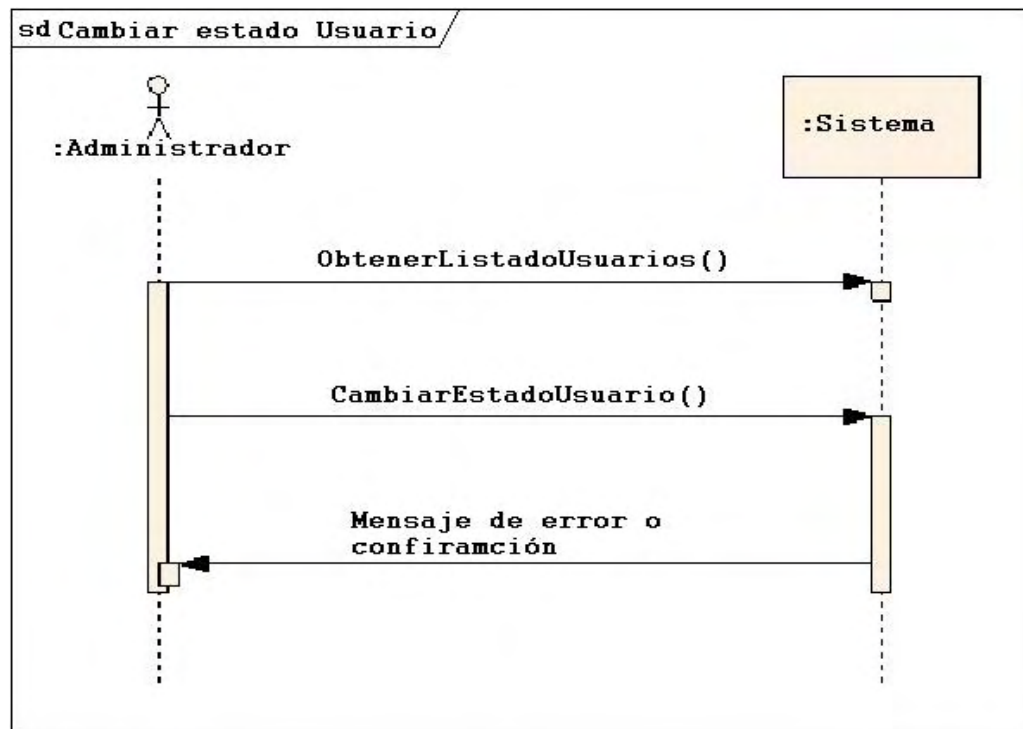 sd Cambiar estado Usuario
:Administrador
:Sistema
ObtenerListadoUsuarios()
CambiarEstadoUsuario()
Mensaje de error o
confiramción